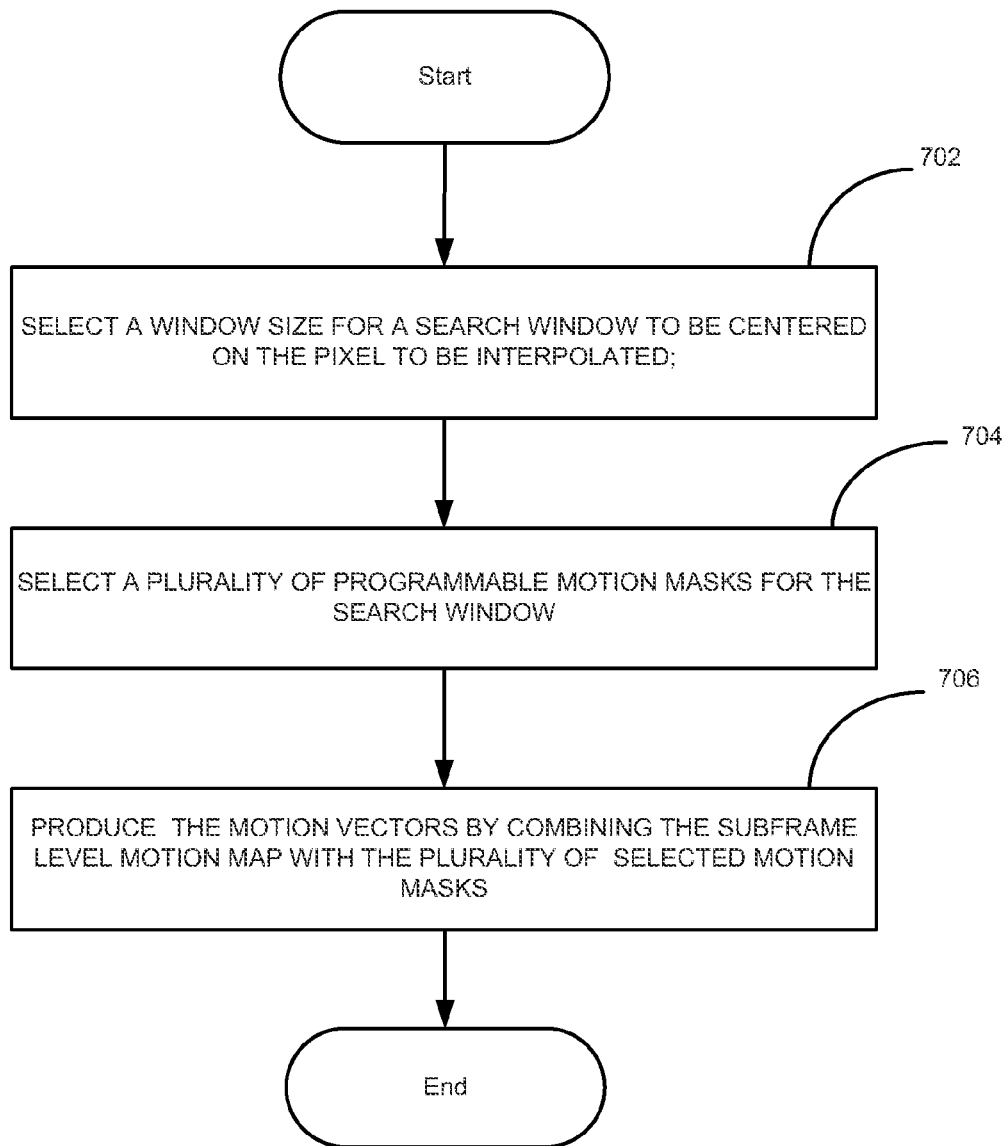 Start
702
SELECT A WINDOW SIZE FOR A SEARCH WINDOW TO BE CENTERED
ON THE PIXEL TO BE INTERPOLATED;
704
SELECT A PLURALITY OF PROGRAMMABLE MOTION MASKS FOR THE
SEARCH WINDOW
706
PRODUCE THE MOTION VECTORS BY COMBINING THE SUBFRAME
LEVEL MOTION MAP WITH THE PLURALITY OF SELECTED MOTION
MASKS
End